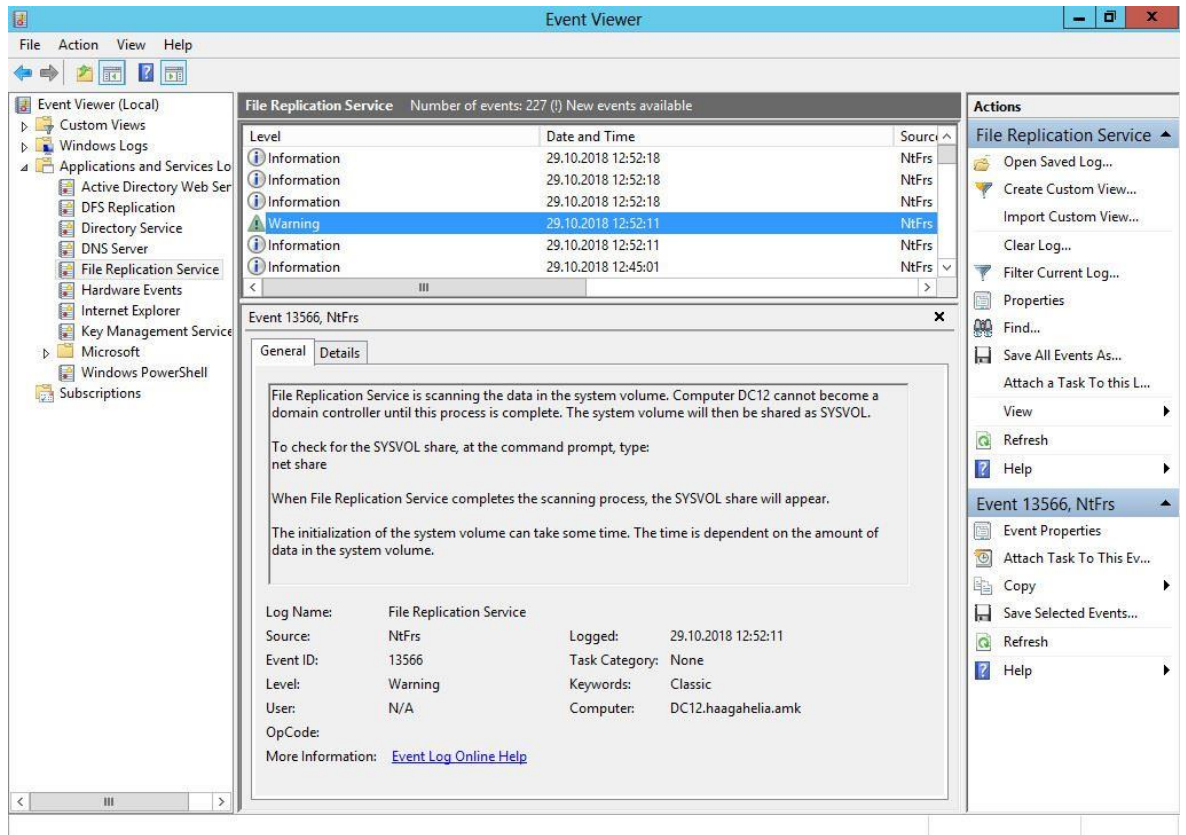 Event Viewer
File Action View Help
Event Viewer (Local)
Custom Views
Windows Logs
Applications and Services Lo
Active Directory Web Ser
DFS Replication
Directory Service
DNS Server
File Replication Service
Hardware Events
Internet Explorer
Key Management Service
Microsoft
Windows PowerShell
Subscriptions
File Replication Service Number of events: 227 (!) New events available
Level Date and Time Sourc
Information 29.10.2018 12:52:18 NtFrs
Information 29.10.2018 12:52:18 NtFrs
Information 29.10.2018 12:52:18 NtFrs
Warning 29.10.2018 12:52:11 NtFrs
Information 29.10.2018 12:52:11 NtFrs
Information 29.10.2018 12:45:01 NtFrs
Event 13566, NtFrs
General Details
File Replication Service is scanning the data in the system volume. Computer DC12 cannot become a
domain controller until this process is complete. The system volume will then be shared as SYSVOL.
To check for the SYSVOL share, at the command prompt, type:
net share
When File Replication Service completes the scanning process, the SYSVOL share will appear.
The initialization of the system volume can take some time. The time is dependent on the amount of
data in the system volume.
Log Name: File Replication Service
Source: NtFrs Logged: 29.10.2018 12:52:11
Event ID: 13566 Task Category: None
Level: Warning Keywords: Classic
User: N/A Computer: DC12.haagahelia.amk
OpCode:
More Information: Event Log Online Help
Actions
File Replication Service
Open Saved Log...
Create Custom View...
Import Custom View...
Clear Log...
Filter Current Log...
Properties
Find...
Save All Events As...
Attach a Task To this L...
View
Refresh
Help
Event 13566, NtFrs
Event Properties
Attach Task To This Ev...
Copy
Save Selected Events...
Refresh
Help